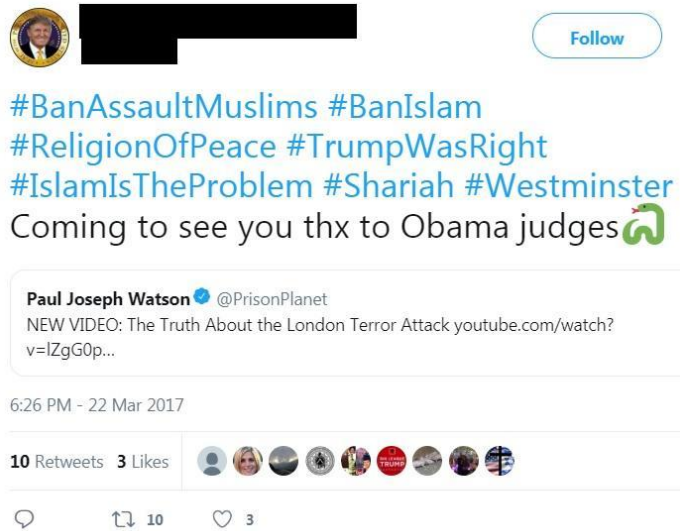 Follow
#BanAssaultMuslims #BanIslam
#ReligionOfPeace #TrumpWasRight
#IslamIsTheProblem #Shariah #Westminster
Coming to see you thx to Obama judges🐍
Paul Joseph Watson @PrisonPlanet
NEW VIDEO: The Truth About the London Terror Attack youtube.com/watch?
v=lZgG0p...
6:26 PM - 22 Mar 2017
10 Retweets 3 Likes
TRUMP
10 3